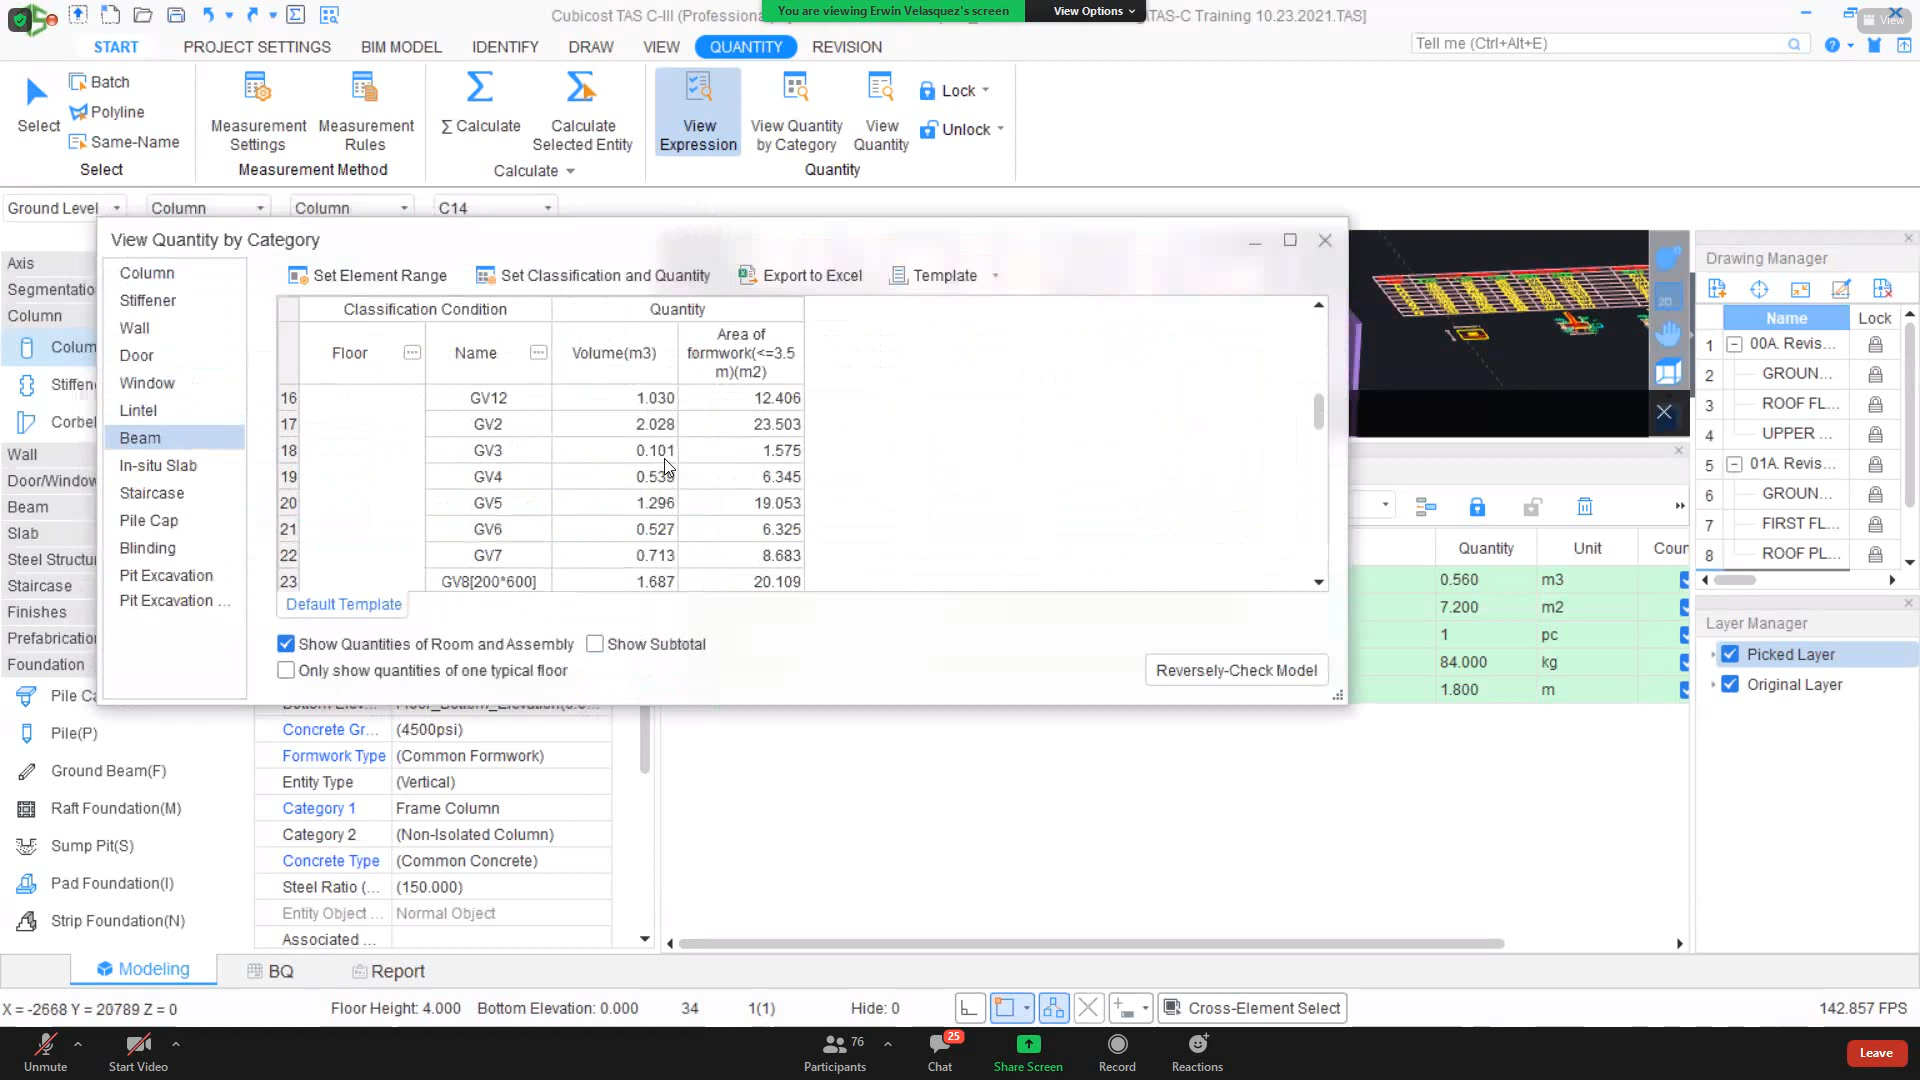 Cubicost TAS C-III (Professiona
You are viewing Erwin Velasquez's screen
View Options
TAS-C Training 10.23.2021.TAS]
View
START PROJECT SETTINGS BIM MODEL IDENTIFY DRAW VIEW QUANTITY REVISION
Tell me (Ctrl+Alt+E)
Select
Batch
Polyline
Same-Name
Select
Measurement Settings
Measurement Rules
Measurement Method
Σ Calculate
Calculate Selected Entity
Calculate
View Expression
View Quantity by Category
View Quantity
Lock
Unlock
Quantity
Ground Level Column Column C14
View Quantity by Category
Axis
Segmentatio
Column
Colum
Stiffen
Corbel
Wall
Door/Window
Beam
Slab
Steel Structu
Staircase
Finishes
Prefabrication
Foundation
Pile Ca
Pile(P)
Ground Beam(F)
Raft Foundation(M)
Sump Pit(S)
Pad Foundation(I)
Strip Foundation(N)
Column
Stiffener
Wall
Door
Window
Lintel
Beam
In-situ Slab
Staircase
Pile Cap
Blinding
Pit Excavation
Pit Excavation ...
Set Element Range Set Classification and Quantity Export to Excel Template
Classification Condition Quantity
Floor Name Volume(m3) Area of formwork(<=3.5 m)(m2)
16 GV12 1.030 12.406
17 GV2 2.028 23.503
18 GV3 0.101 1.575
19 GV4 0.539 6.345
20 GV5 1.296 19.053
21 GV6 0.527 6.325
22 GV7 0.713 8.683
23 GV8[200*600] 1.687 20.109
Default Template
Show Quantities of Room and Assembly Show Subtotal
Only show quantities of one typical floor
Reversely-Check Model
Concrete Gr... (4500psi)
Formwork Type (Common Formwork)
Entity Type (Vertical)
Category 1 Frame Column
Category 2 (Non-Isolated Column)
Concrete Type (Common Concrete)
Steel Ratio (... (150.000)
Entity Object ... Normal Object
Associated ...
2D
Quantity Unit Coun
0.560 m3
7.200 m2
1 pc
84.000 kg
1.800 m
Drawing Manager
Name Lock
1 00A. Revis...
2 GROUN...
3 ROOF FL...
4 UPPER ...
5 01A. Revis...
6 GROUN...
7 FIRST FL...
8 ROOF PL...
Layer Manager
Picked Layer
Original Layer
Modeling BQ Report
X = -2668 Y = 20789 Z = 0 Floor Height: 4.000 Bottom Elevation: 0.000 34 1(1) Hide: 0 Cross-Element Select 142.857 FPS
Unmute Start Video
76
Participants
25
Chat
Share Screen
Record
Reactions
Leave